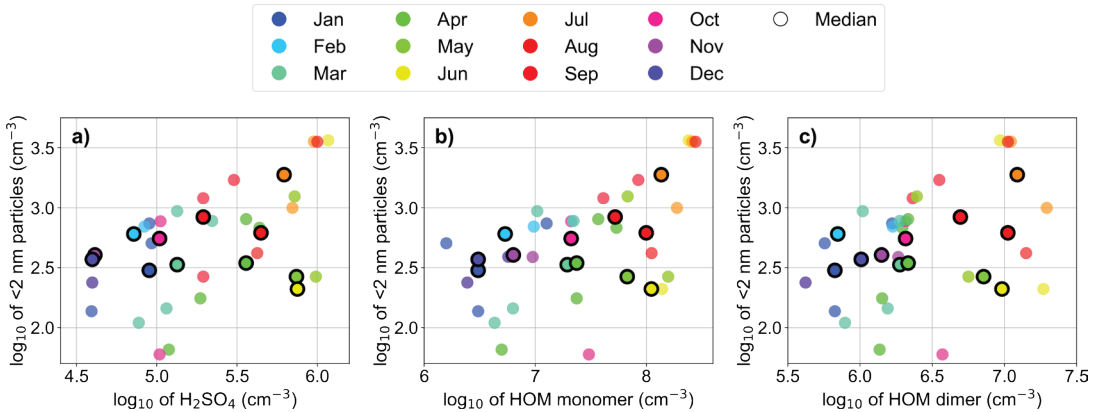 Jan Apr Jul Oct Median
Feb May Aug Nov
Mar Jun Sep Dec
a) b) c)
log₁₀ of <2 nm particles (cm⁻³)
3.5
3.0
2.5
2.0
4.5 5.0 5.5 6.0
log₁₀ of H₂SO₄ (cm⁻³)
log₁₀ of <2 nm particles (cm⁻³)
3.5
3.0
2.5
2.0
6 7 8
log₁₀ of HOM monomer (cm⁻³)
log₁₀ of <2 nm particles (cm⁻³)
3.5
3.0
2.5
2.0
5.5 6.0 6.5 7.0 7.5
log₁₀ of HOM dimer (cm⁻³)